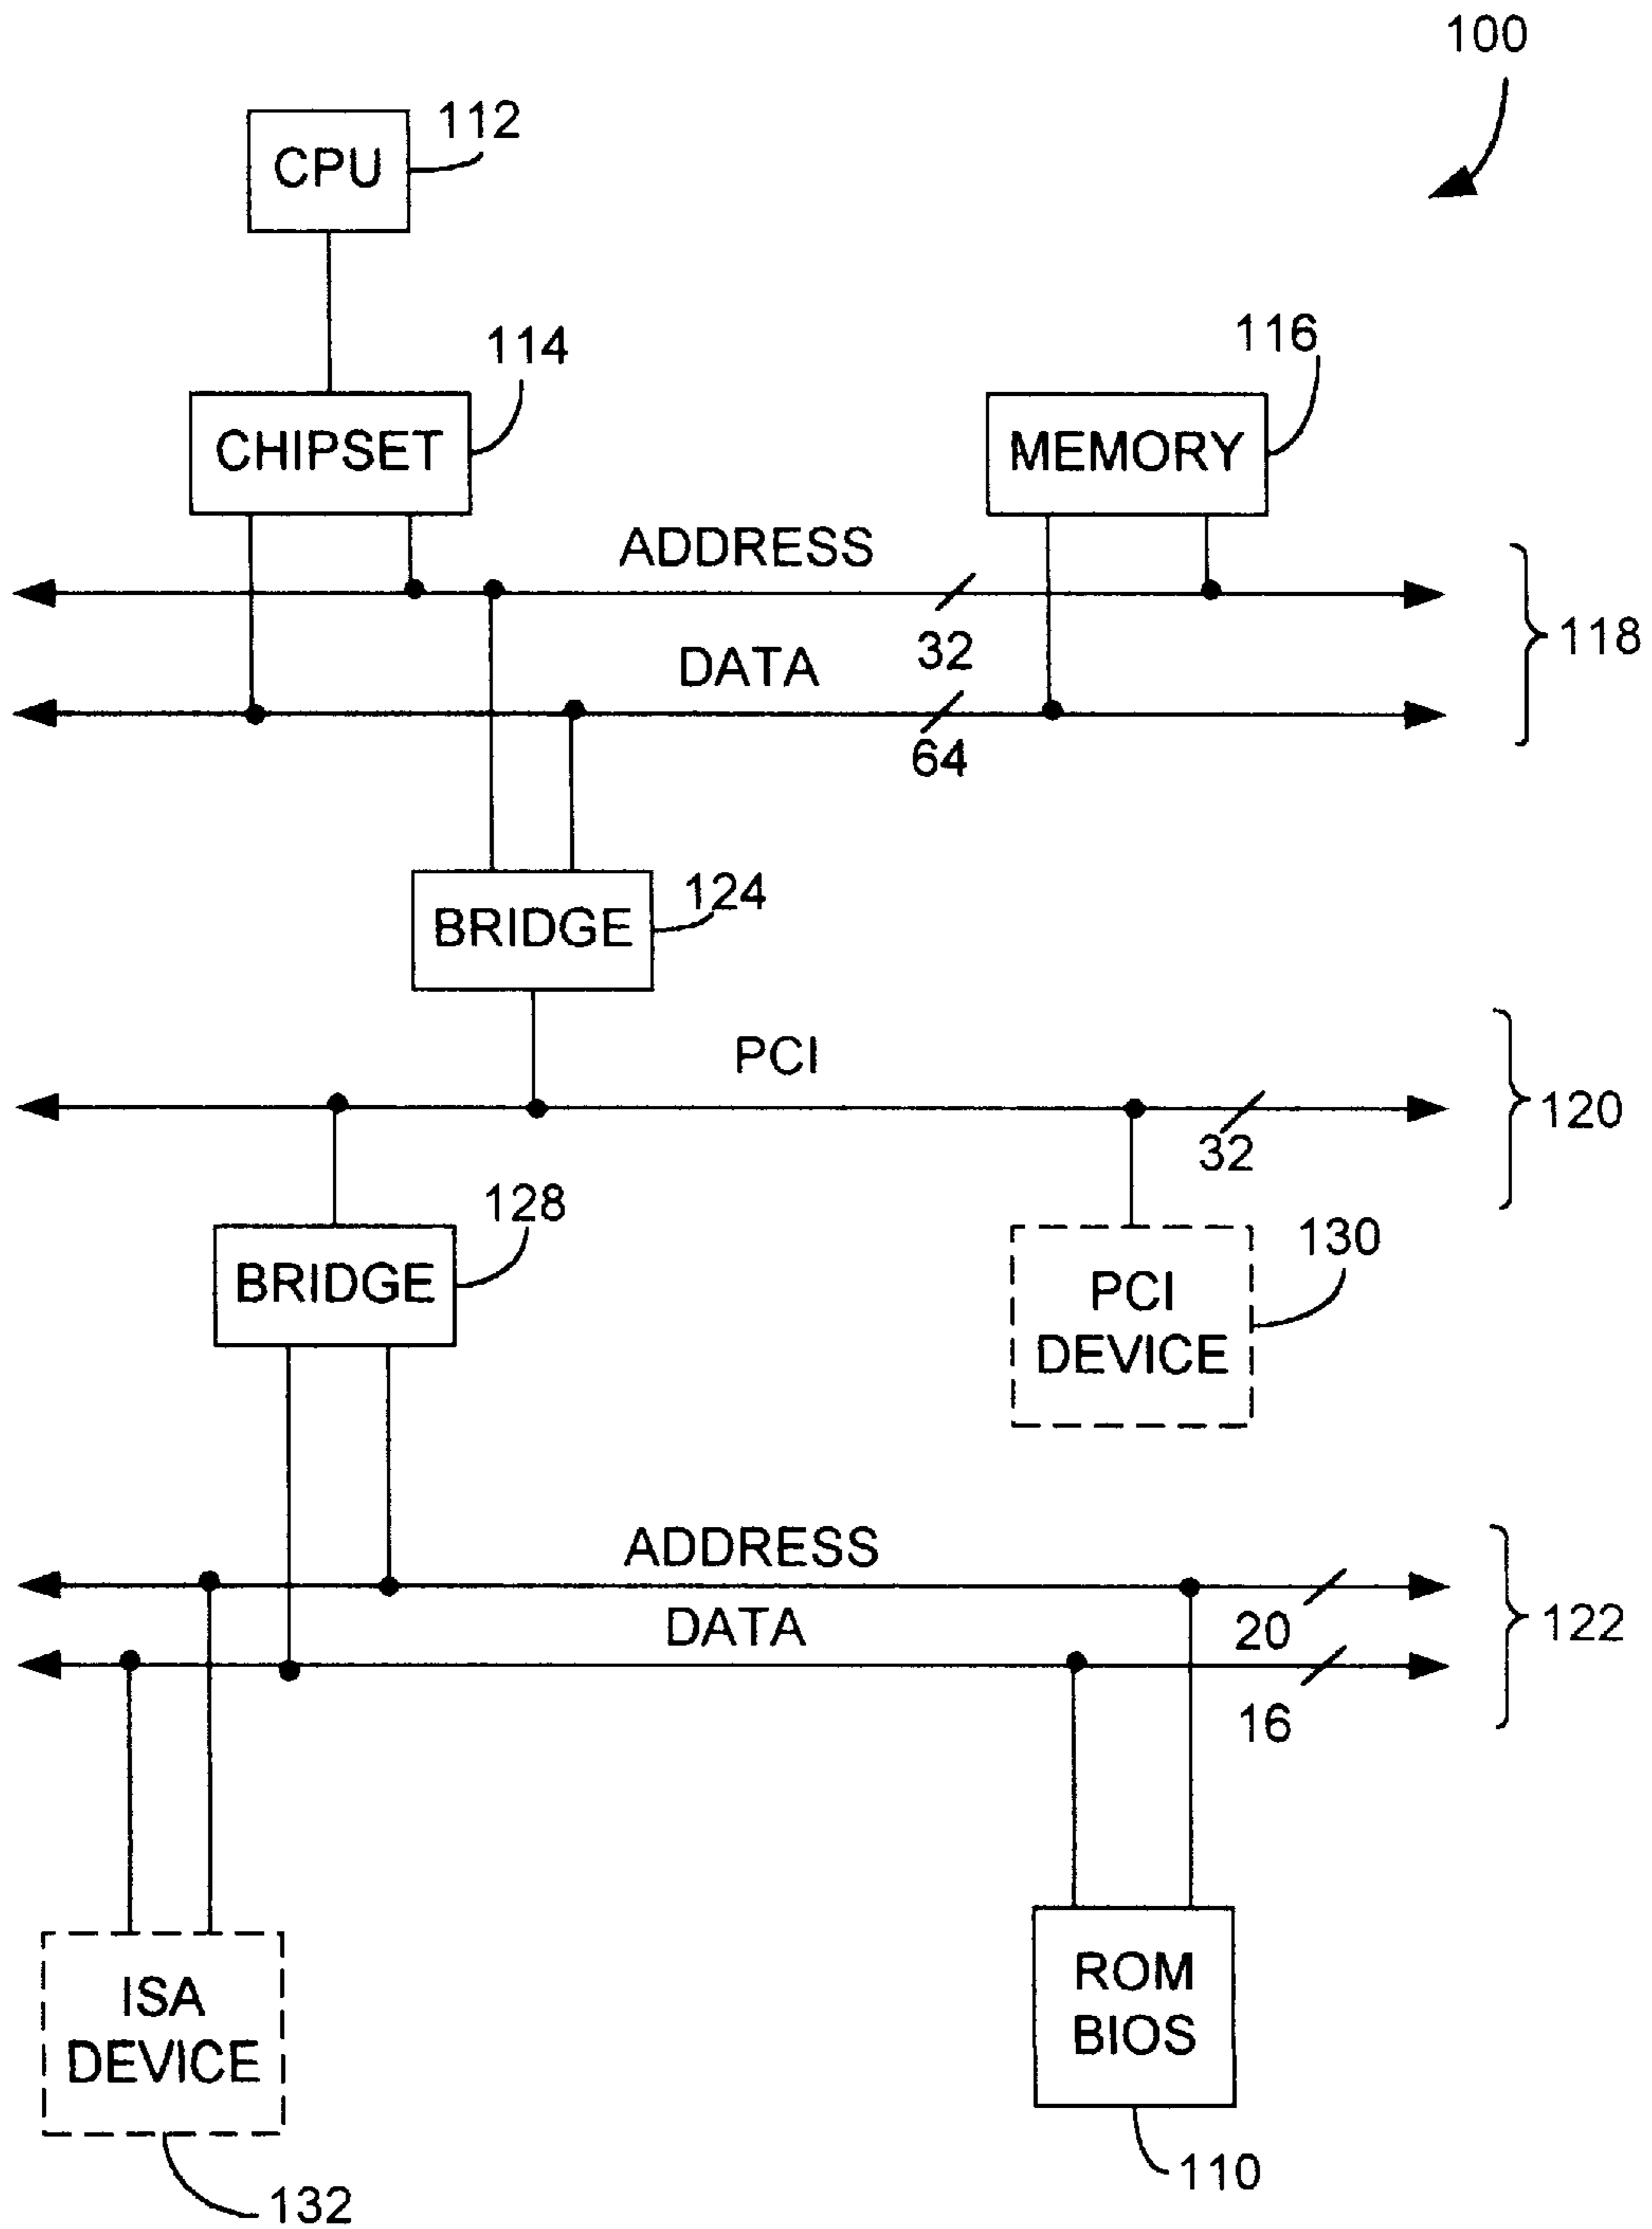 100
CPU
112
114
116
CHIPSET
MEMORY
ADDRESS
32
118
DATA
64
124
BRIDGE
PCI
120
32
128
130
BRIDGE
PCI
DEVICE
ADDRESS
20
122
DATA
16
ISA
DEVICE
ROM
BIOS
110
132